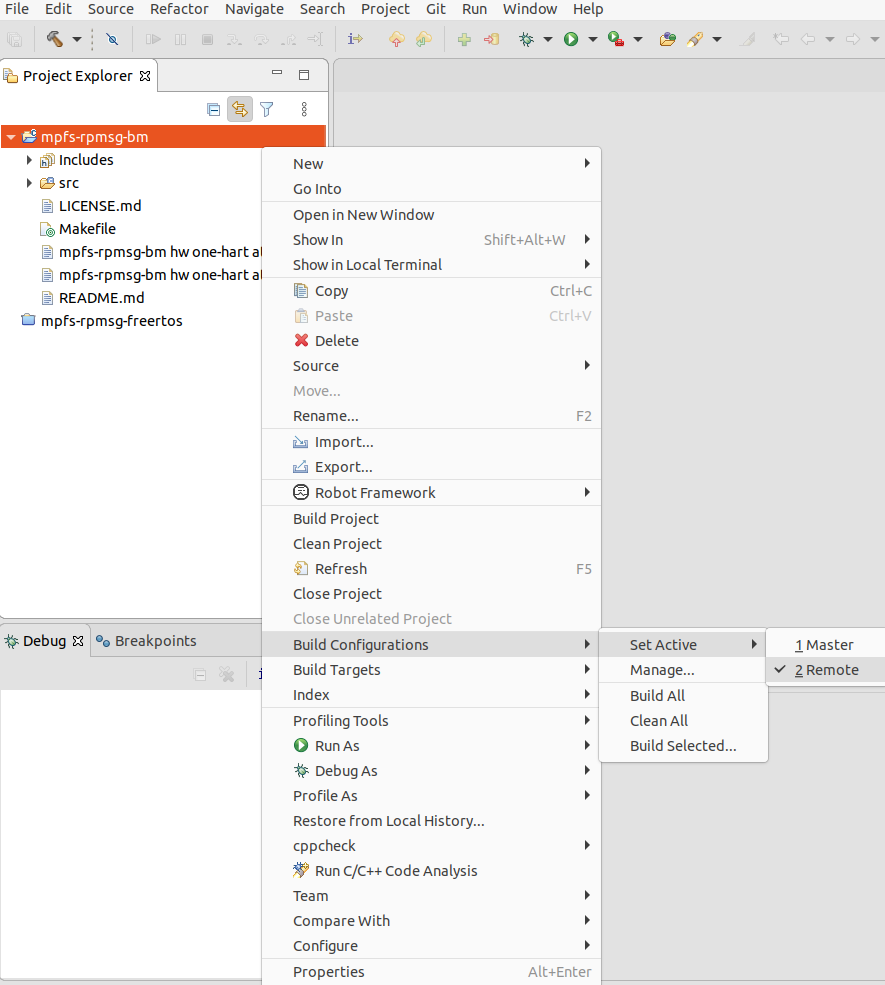 File Edit Source Refactor Navigate Search Project Git Run Window Help
Project Explorer
mpfs-rpmsg-bm
Includes
src
LICENSE.md
Makefile
mpfs-rpmsg-bm hw one-hart
mpfs-rpmsg-bm hw one-hart
README.md
mpfs-rpmsg-freertos
New
Go Into
Open in New Window
Show In Shift+Alt+W
Show in Local Terminal
Copy Ctrl+C
Paste Ctrl+V
Delete
Source
Move...
Rename... F2
Import...
Export...
Robot Framework
Build Project
Clean Project
Refresh F5
Close Project
Close Unrelated Project
Build Configurations
Build Targets
Index
Profiling Tools
Run As
Debug As
Profile As
Restore from Local History...
cppcheck
Run C/C++ Code Analysis
Team
Compare With
Configure
Properties Alt+Enter
Set Active
Manage...
Build All
Clean All
Build Selected...
1 Master
2 Remote
Debug
Breakpoints